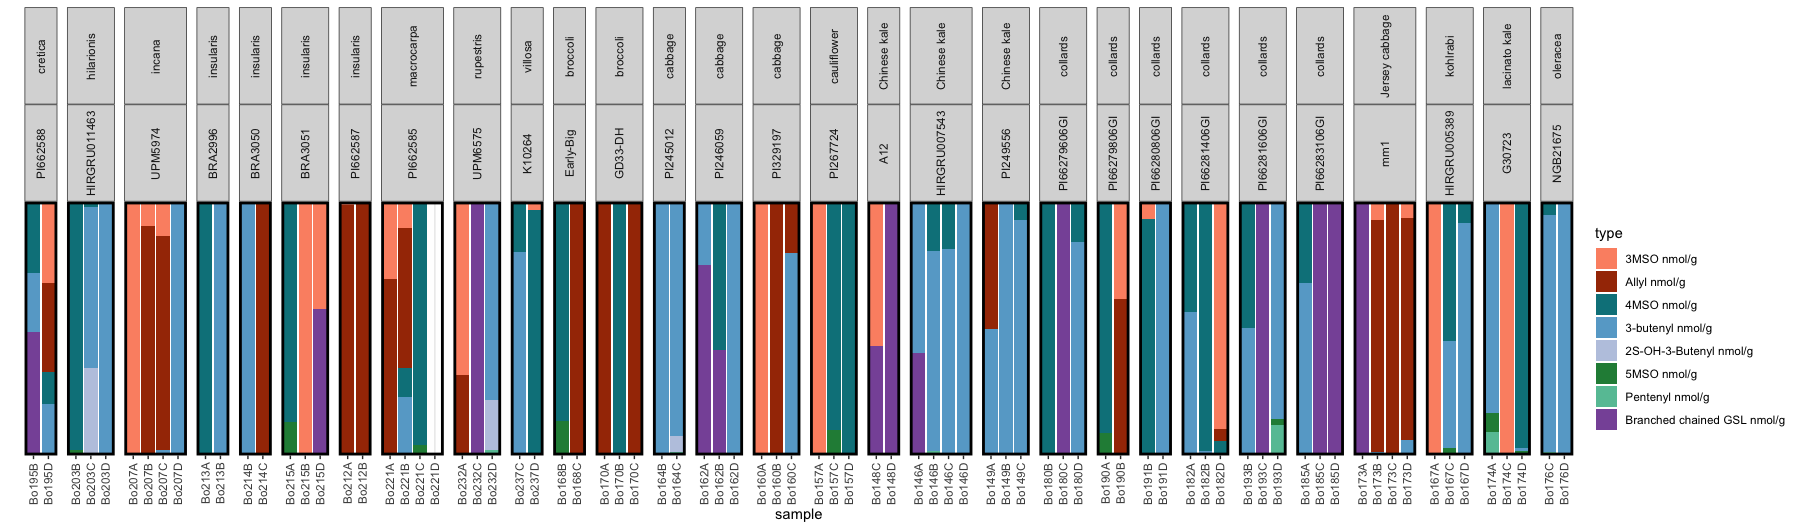 cretica
hilarionis
incana
insularis
insularis
insularis
insularis
macrocarpa
rupestris
villosa
broccoli
broccoli
cabbage
cabbage
cabbage
cauliflower
Chinese kale
Chinese kale
Chinese kale
collards
collards
collards
collards
collards
collards
Jersey cabbage
kohlrabi
lacinato kale
oleracea
PI662588
HIRGRU011463
UPM5974
BRA2996
BRA3050
BRA3051
PI662587
PI662585
UPM6575
K10264
Early-Big
GD33-DH
PI245012
PI246059
PI329197
PI267724
A12
HIRGRU007543
PI249556
PI66279606GI
PI66279806GI
PI66280806GI
PI66281406GI
PI66281606GI
PI66283106GI
mm1
HIRGRU005389
G30723
NGB21675
Bo195B
Bo195D
Bo203B
Bo203C
Bo203D
Bo207A
Bo207B
Bo207C
Bo207D
Bo213A
Bo213B
Bo214B
Bo214C
Bo215A
Bo215B
Bo215D
Bo212A
Bo212B
Bo221A
Bo221B
Bo221C
Bo221D
Bo232A
Bo232C
Bo232D
Bo237C
Bo237D
Bo168B
Bo168C
Bo170A
Bo170B
Bo170C
Bo164B
Bo164C
Bo162A
Bo162B
Bo162D
Bo160A
Bo160B
Bo160C
Bo157A
Bo157C
Bo157D
Bo148C
Bo148D
Bo146A
Bo146B
Bo146C
Bo146D
Bo149A
Bo149B
Bo149C
Bo180B
Bo180C
Bo180D
Bo190A
Bo190B
Bo191B
Bo191D
Bo182A
Bo182B
Bo182D
Bo193B
Bo193C
Bo193D
Bo185A
Bo185C
Bo185D
Bo173A
Bo173B
Bo173C
Bo173D
Bo167A
Bo167C
Bo167D
Bo174A
Bo174C
Bo174D
Bo176C
Bo176D
sample
type
3MSO nmol/g
Allyl nmol/g
4MSO nmol/g
3-butenyl nmol/g
2S-OH-3-Butenyl nmol/g
5MSO nmol/g
Pentenyl nmol/g
Branched chained GSL nmol/g